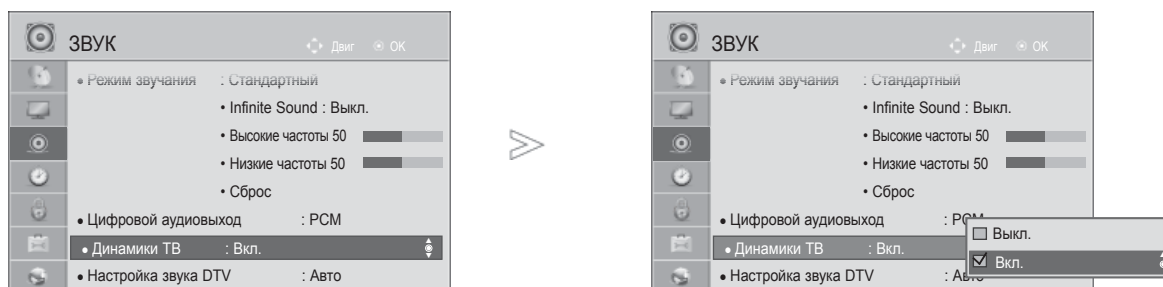 ЗВУК
Двиг OK
• Режим звучания : Стандартный
• Infinite Sound : Выкл.
• Высокие частоты 50
• Низкие частоты 50
• Сброс
• Цифровой аудиовыход : PCM
• Динамики ТВ : Вкл.
• Настройка звука DTV : Авто
>
ЗВУК
Двиг OK
• Режим звучания : Стандартный
• Infinite Sound : Выкл.
• Высокие частоты 50
• Низкие частоты 50
• Сброс
• Цифровой аудиовыход : PCM
• Динамики ТВ : Вкл.
• Настройка звука DTV : Авто
Выкл.
Вкл.